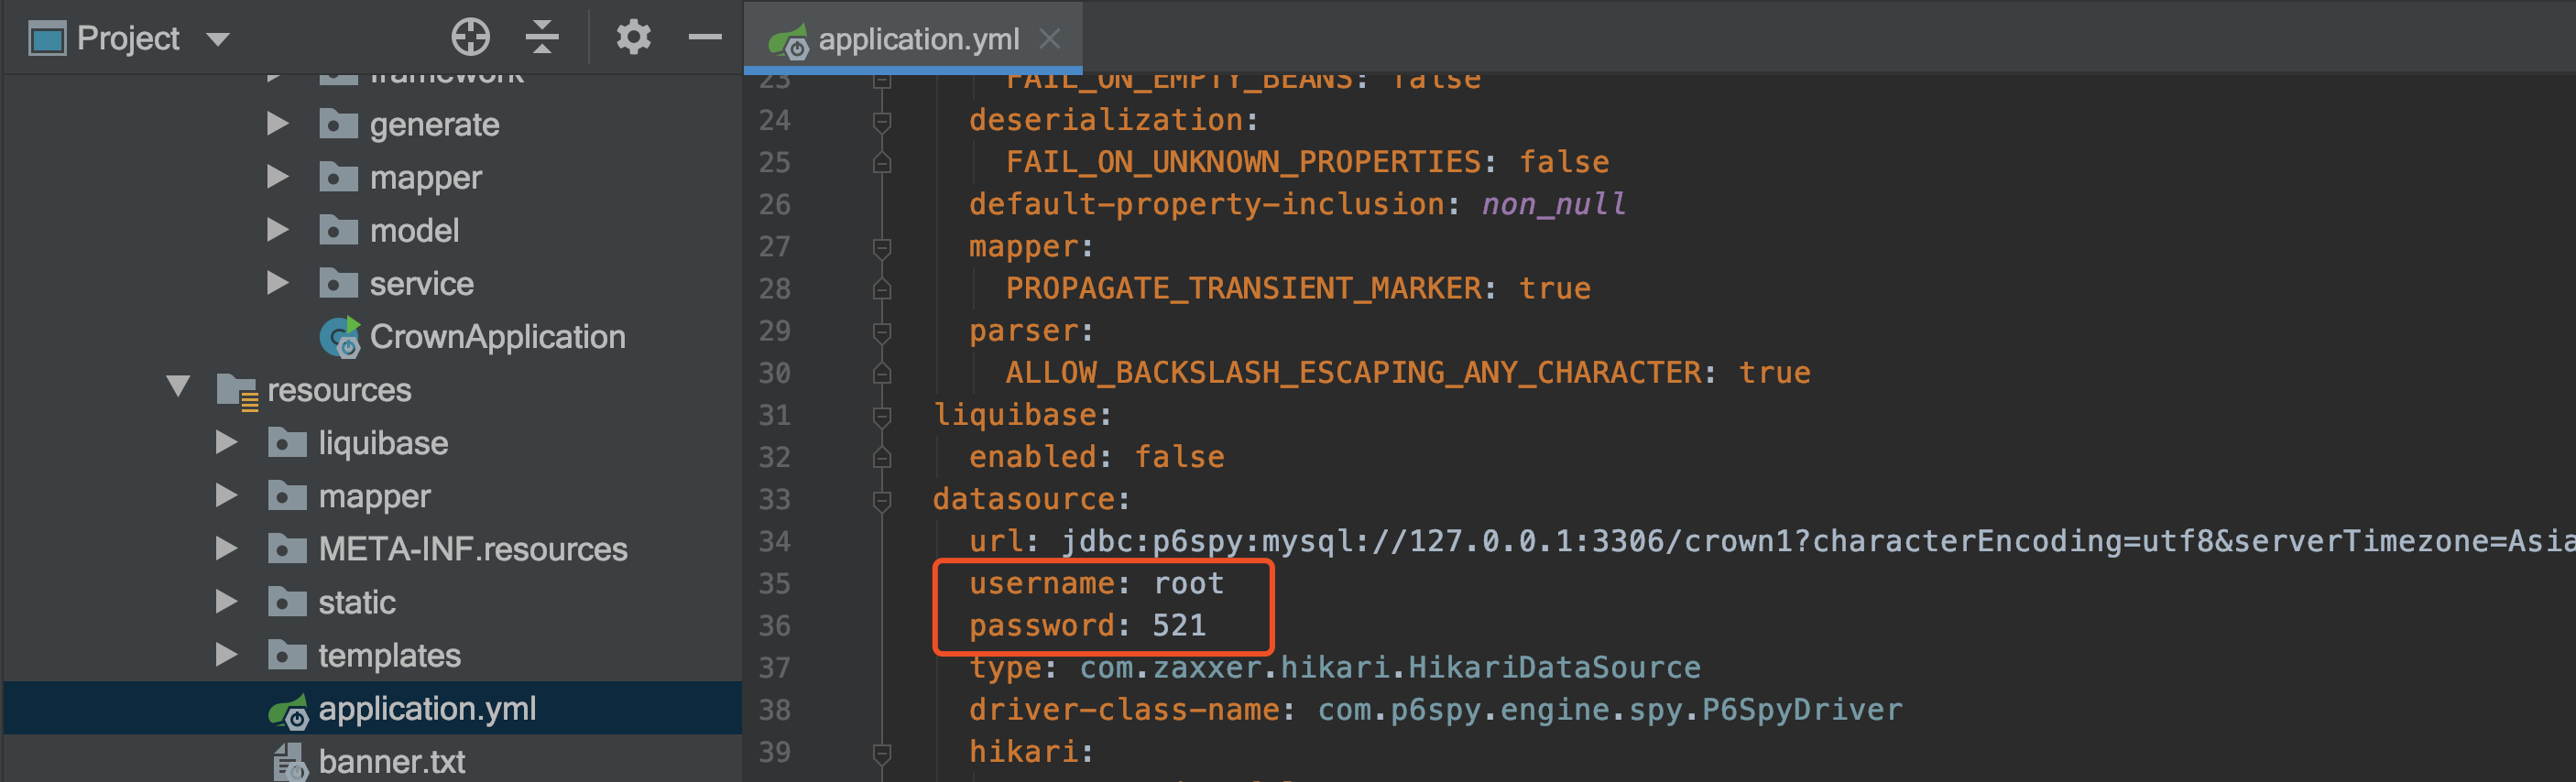 Project
application.yml
framework
generate
mapper
model
service
CrownApplication
resources
liquibase
mapper
META-INF.resources
static
templates
application.yml
banner.txt
23 FAIL_ON_EMPTY_BEANS: false
24 deserialization:
25 FAIL_ON_UNKNOWN_PROPERTIES: false
26 default-property-inclusion: non_null
27 mapper:
28 PROPAGATE_TRANSIENT_MARKER: true
29 parser:
30 ALLOW_BACKSLASH_ESCAPING_ANY_CHARACTER: true
31 liquibase:
32 enabled: false
33 datasource:
34 url: jdbc:p6spy:mysql://127.0.0.1:3306/crown1?characterEncoding=utf8&serverTimezone=Asia
35 username: root
36 password: 521
37 type: com.zaxxer.hikari.HikariDataSource
38 driver-class-name: com.p6spy.engine.spy.P6SpyDriver
39 hikari: